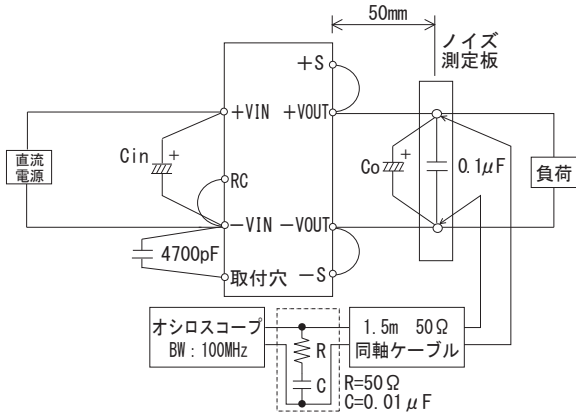 50mm
ノイズ
測定板
+S
+VIN
+VOUT
Cin
+
直流
電源
RC
Co
+
0.1μF
負荷
-VIN
-VOUT
4700pF
取付穴
-S
オシロスコープ
BW:100MHz
R
C
1.5m 50Ω
同軸ケーブル
R=50Ω
C=0.01μF